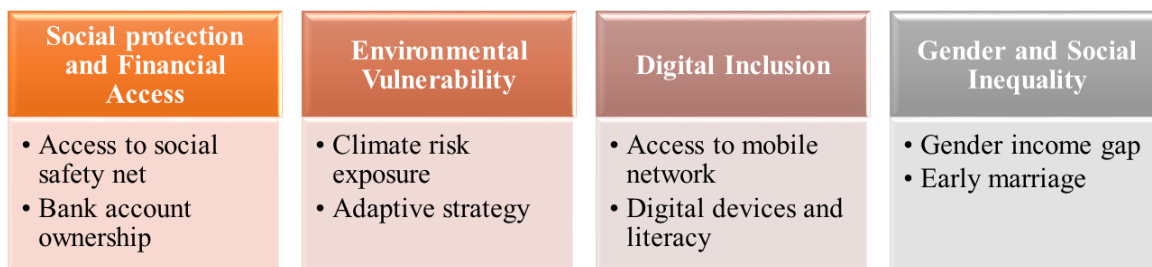 Social protection
and Financial
Access
• Access to social
safety net
• Bank account
ownership
Environmental
Vulnerability
• Climate risk
exposure
• Adaptive strategy
Digital Inclusion
• Access to mobile
network
• Digital devices and
literacy
Gender and Social
Inequality
• Gender income gap
• Early marriage